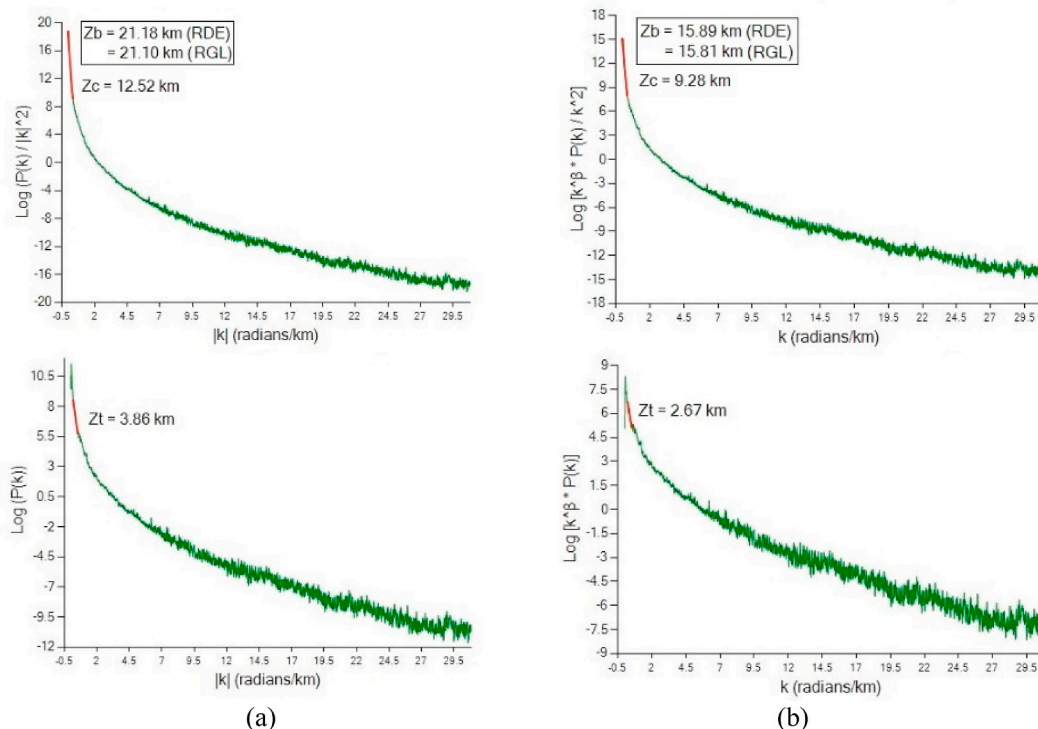 Zb = 21.18 km (RDE)
= 21.10 km (RGL)
Zc = 12.52 km
Log (P(k) / |k|^2)
20
16
12
8
4
0
-4
-8
-12
-16
-20
-0.5 2 4.5 7 9.5 12 14.5 17 19.5 22 24.5 27 29.5
|k| (radians/km)
Zb = 15.89 km (RDE)
= 15.81 km (RGL)
Zc = 9.28 km
Log [k^β * P(k) / k^2]
18
15
12
9
6
3
0
-3
-6
-9
-12
-15
-18
-0.5 2 4.5 7 9.5 12 14.5 17 19.5 22 24.5 27 29.5
k (radians/km)
Zt = 3.86 km
Log (P(k))
10.5
8
5.5
3
0.5
-2
-4.5
-7
-9.5
-12
-0.5 2 4.5 7 9.5 12 14.5 17 19.5 22 24.5 27 29.5
|k| (radians/km)
(a)
Zt = 2.67 km
Log [k^β * P(k)]
9
7.5
6
4.5
3
1.5
0
-1.5
-3
-4.5
-6
-7.5
-9
-0.5 2 4.5 7 9.5 12 14.5 17 19.5 22 24.5 27 29.5
k (radians/km)
(b)